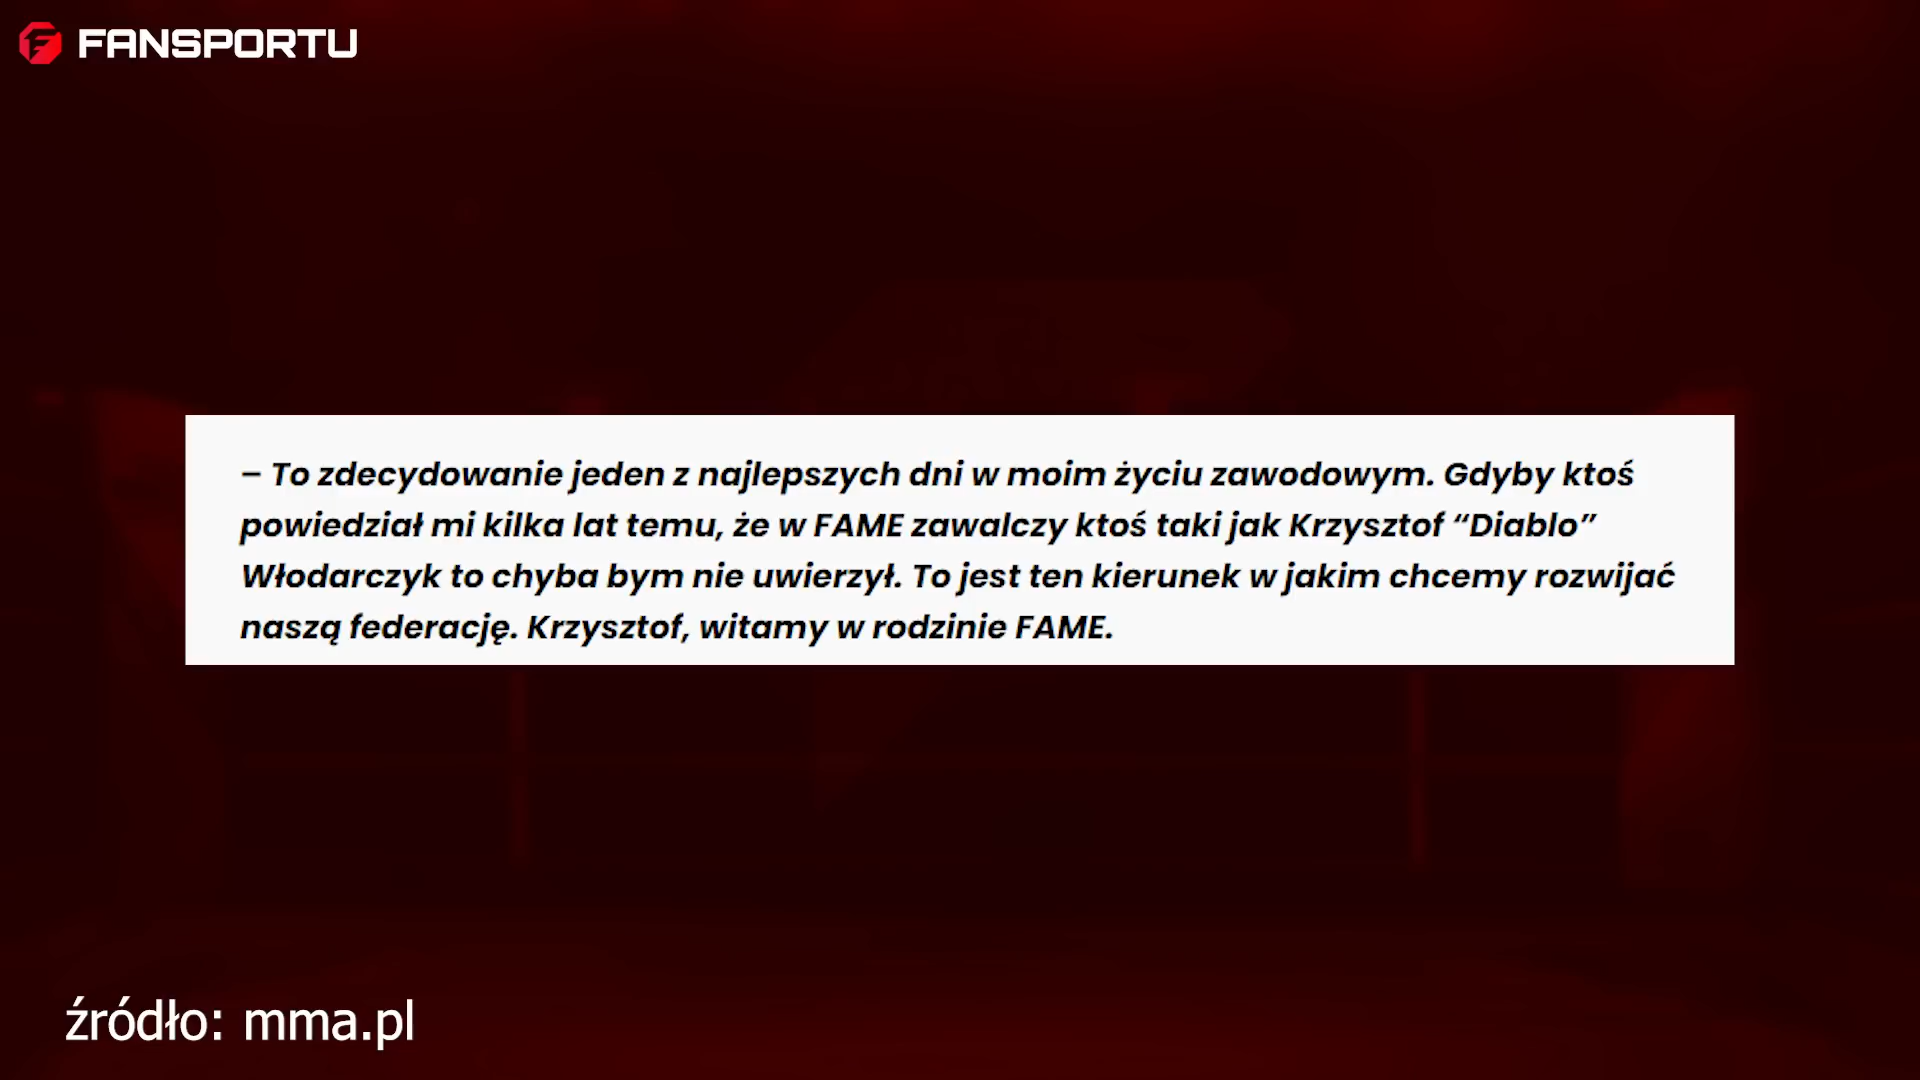 FANSPORTU
– To zdecydowanie jeden z najlepszych dni w moim życiu zawodowym. Gdyby ktoś
powiedział mi kilka lat temu, że w FAME zawalczy ktoś taki jak Krzysztof “Diablo”
Włodarczyk to chyba bym nie uwierzył. To jest ten kierunek w jakim chcemy rozwijać
naszą federację. Krzysztof, witamy w rodzinie FAME.
źródło: mma.pl